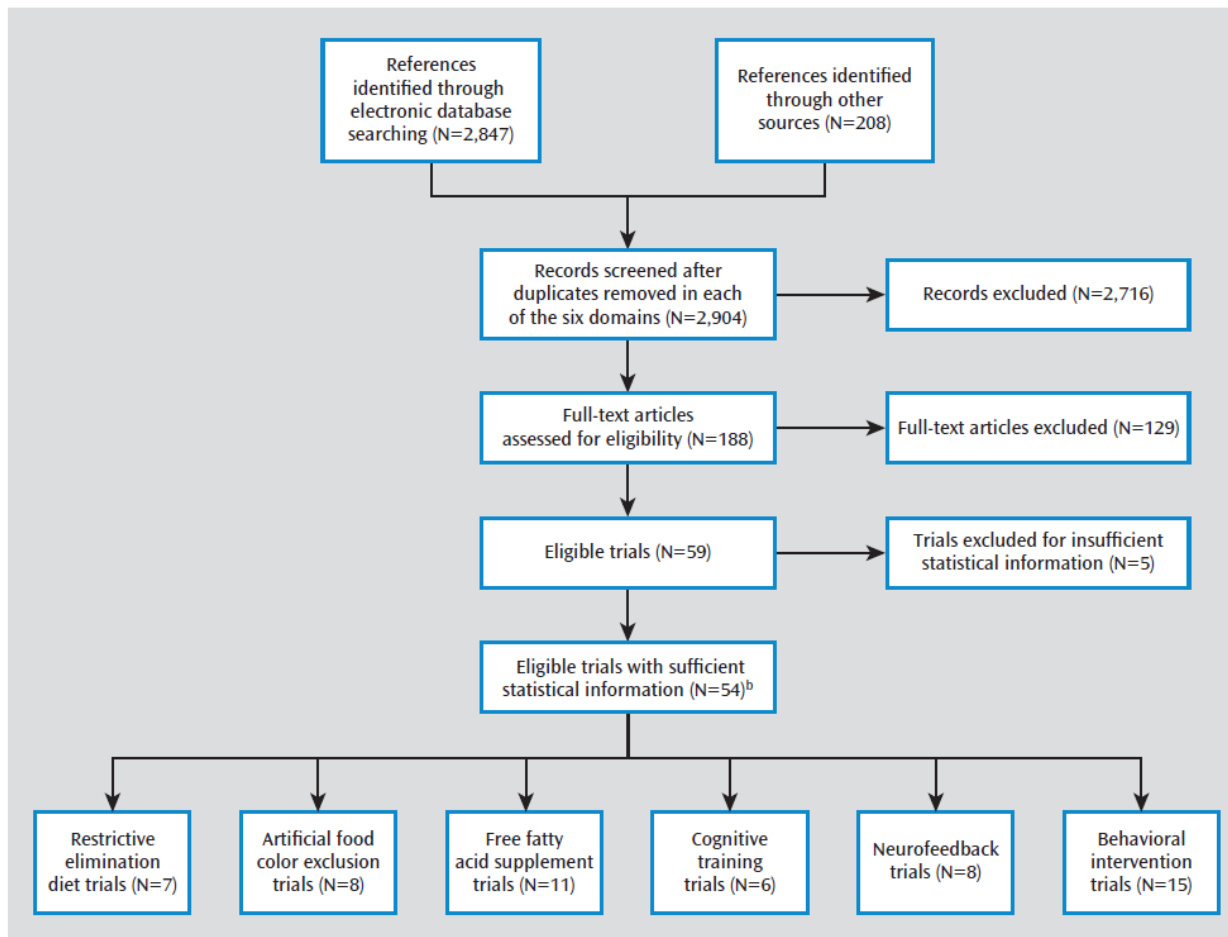 References
identified through
electronic database
searching (N=2,847)
References identified
through other
sources (N=208)
Records screened after
duplicates removed in each
of the six domains (N=2,904)
Records excluded (N=2,716)
Full-text articles
assessed for eligibility (N=188)
Full-text articles excluded (N=129)
Eligible trials (N=59)
Trials excluded for insufficient
statistical information (N=5)
Eligible trials with sufficient
statistical information (N=54)b
Restrictive
elimination
diet trials (N=7)
Artificial food
color exclusion
trials (N=8)
Free fatty
acid supplement
trials (N=11)
Cognitive
training
trials (N=6)
Neurofeedback
trials (N=8)
Behavioral
intervention
trials (N=15)